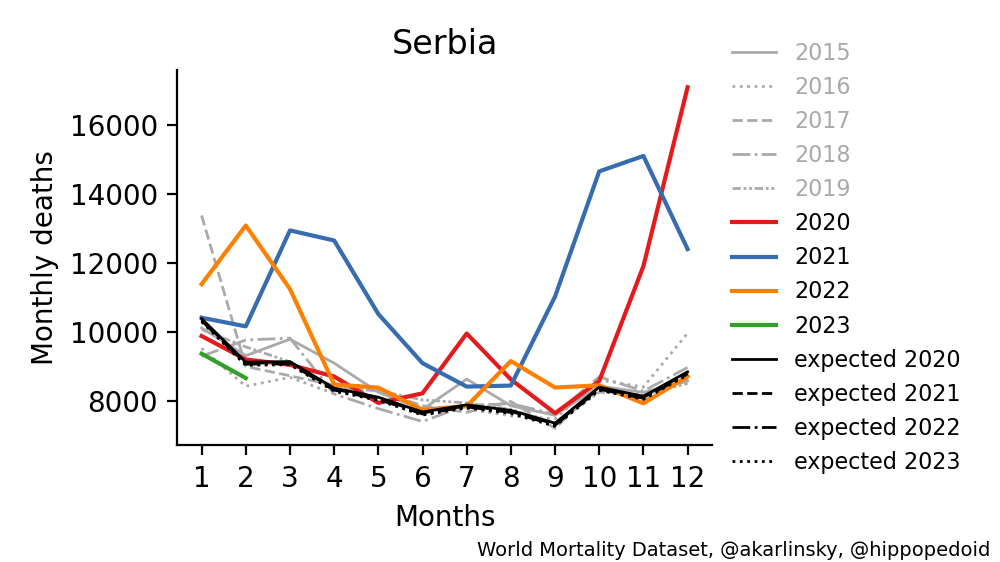 Serbia
Monthly deaths
16000
14000
12000
10000
8000
1 2 3 4 5 6 7 8 9 10 11 12
Months
2015
2016
2017
2018
2019
2020
2021
2022
2023
expected 2020
expected 2021
expected 2022
expected 2023
World Mortality Dataset, @akarlinsky, @hippopedoid